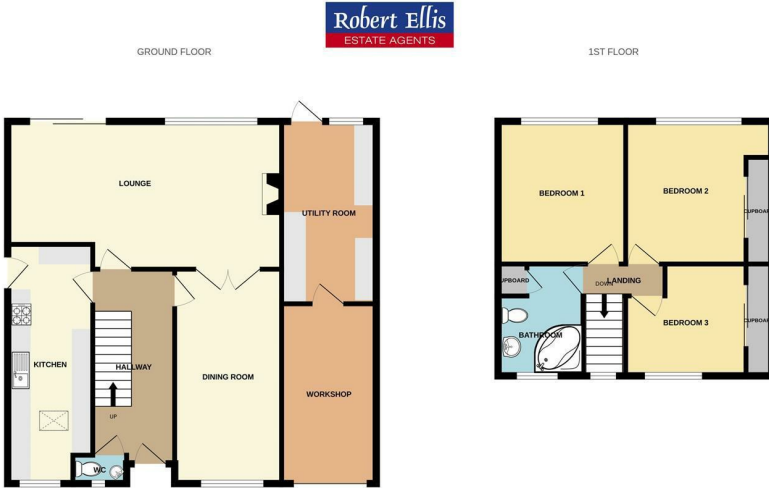 Robert Ellis
ESTATE AGENTS
GROUND FLOOR
1ST FLOOR
LOUNGE
UTILITY ROOM
KITCHEN
HALLWAY
UP
WC
DINING ROOM
WORKSHOP
BEDROOM 1
BEDROOM 2
CUPBOARD
CUPBOARD
LANDING
DOWN
BATHROOM
BEDROOM 3
CUPBOARD